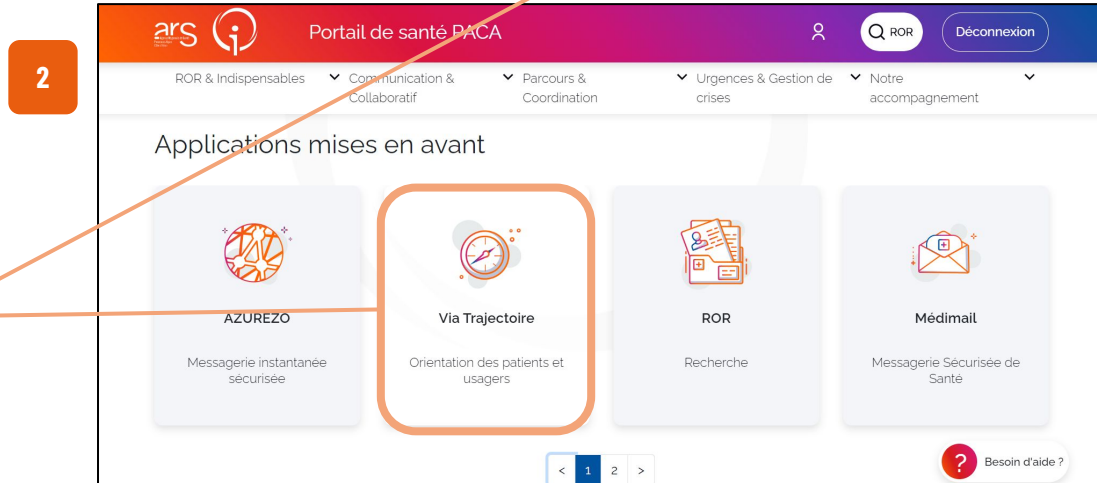 2
ars
Portail de santé PACA
ROR
Déconnexion
ROR & Indispensables
Communication &
Collaboratif
Parcours &
Coordination
Urgences & Gestion de
crises
Notre
accompagnement
Applications mises en avant
AZUREZO
Messagerie instantanée
sécurisée
Via Trajectoire
Orientation des patients et
usagers
ROR
Recherche
Médimail
Messagerie Sécurisée de
Santé
< 1 2 >
? Besoin d'aide ?